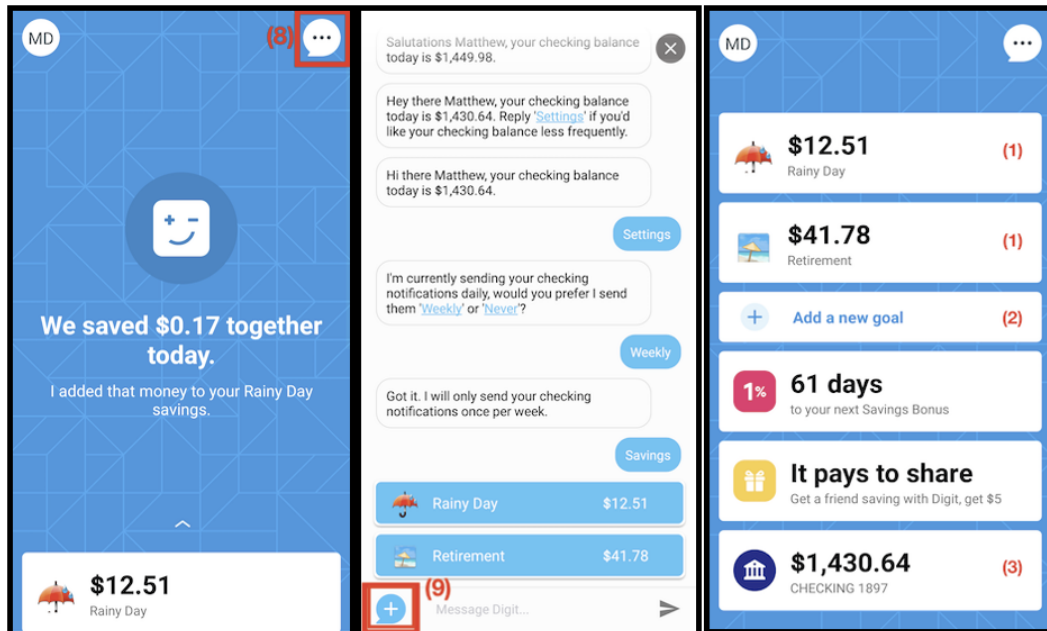 MD
(8)
We saved $0.17 together
today.
I added that money to your Rainy Day
savings.
$12.51
Rainy Day
Salutations Matthew, your checking balance
today is $1,449.98.
Hey there Matthew, your checking balance
today is $1,430.64. Reply 'Settings' if you'd
like your checking balance less frequently.
Hi there Matthew, your checking balance
today is $1,430.64.
Settings
I'm currently sending your checking
notifications daily, would you prefer I send
them 'Weekly' or 'Never'?
Weekly
Got it. I will only send your checking
notifications once per week.
Savings
Rainy Day $12.51
Retirement $41.78
(9)
Message Digit...
MD
$12.51
Rainy Day
(1)
$41.78
Retirement
(1)
Add a new goal (2)
1%
61 days
to your next Savings Bonus
It pays to share
Get a friend saving with Digit, get $5
$1,430.64
CHECKING 1897
(3)